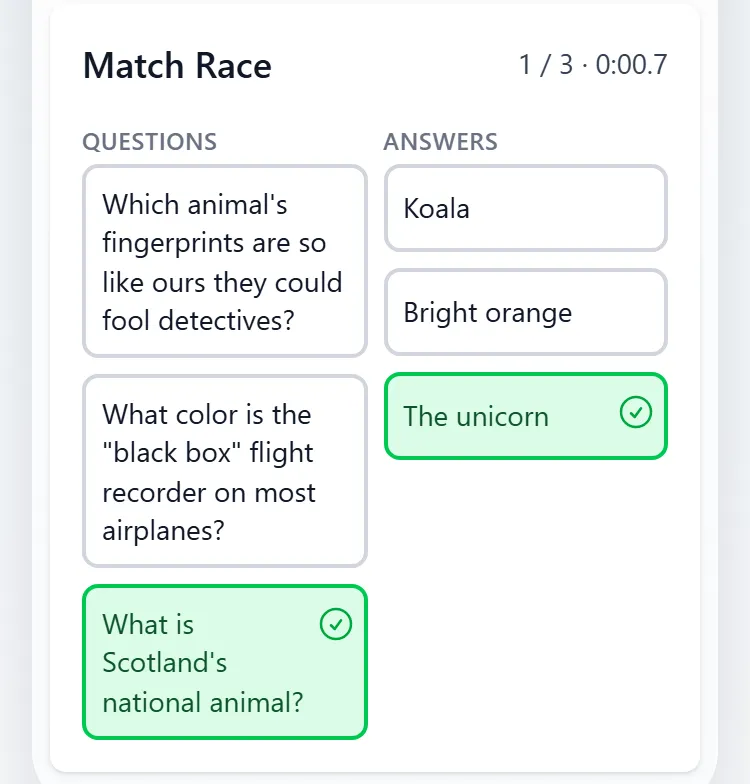 Match Race
1 / 3 · 0:00.7
QUESTIONS
Which animal's
fingerprints are so
like ours they could
fool detectives?
What color is the
"black box" flight
recorder on most
airplanes?
What is
Scotland's
national animal?
ANSWERS
Koala
Bright orange
The unicorn